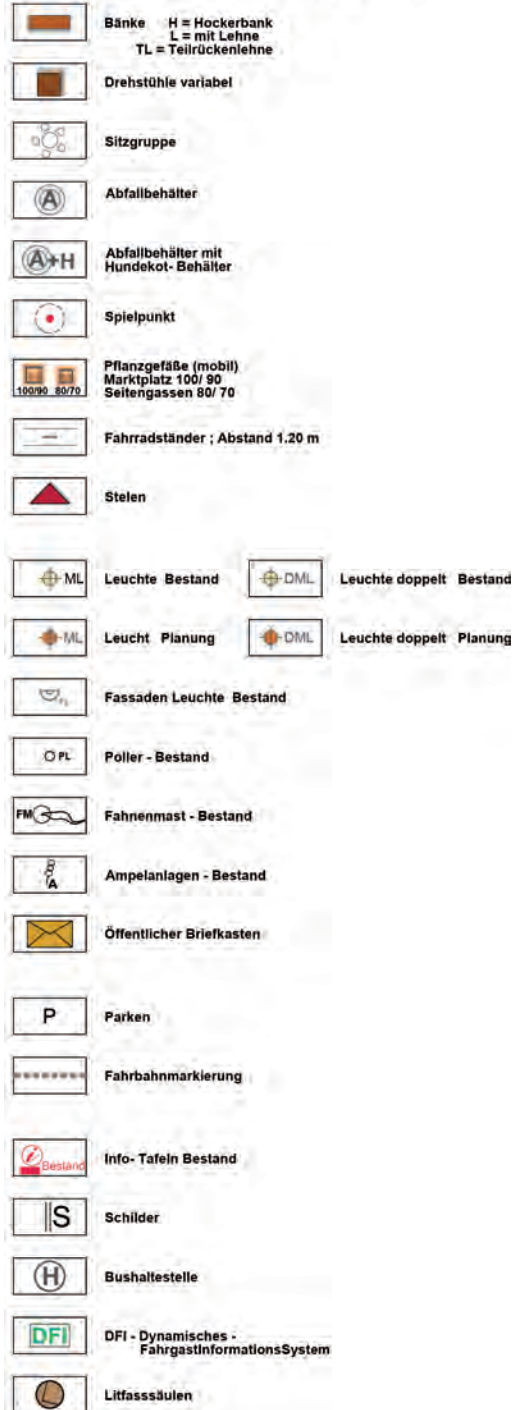 Bänke H = Hockerbank
L = mit Lehne
TL = Teilrückenlehne
Drehstühle variabel
Sitzgruppe
A Abfallbehälter
A+H Abfallbehälter mit
Hundekot- Behälter
Spielpunkt
Pflanzgefäße (mobil)
Marktplatz 100/ 90
100/90 80/70 Seitengassen 80/ 70
Fahrradständer ; Abstand 1.20 m
Stelen
ML Leuchte Bestand DML Leuchte doppelt Bestand
ML Leucht Planung DML Leuchte doppelt Planung
FL Fassaden Leuchte Bestand
PL Poller - Bestand
FM Fahnenmast - Bestand
A Ampelanlagen - Bestand
Öffentlicher Briefkasten
P Parken
Fahrbahnmarkierung
i Bestand Info- Tafeln Bestand
S Schilder
H Bushaltestelle
DFI DFI - Dynamisches -
FahrgastInformationsSystem
Litfasssäulen